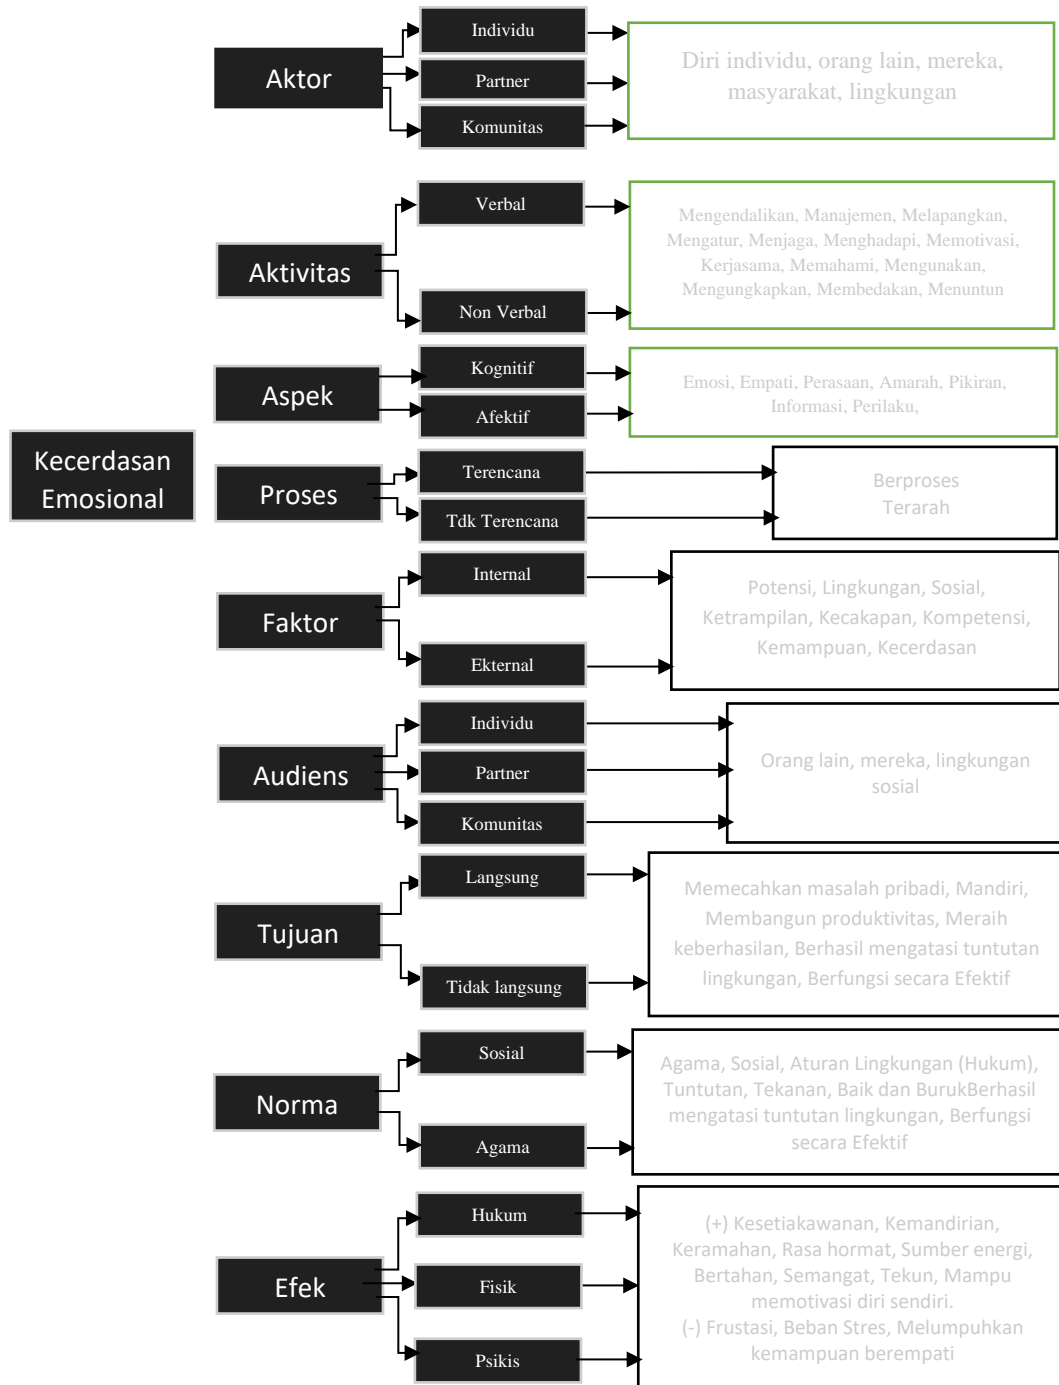 Kecerdasan
Emosional
Aktor
Individu
Partner
Komunitas
Diri individu, orang lain, mereka,
masyarakat, lingkungan
Aktivitas
Verbal
Non Verbal
Mengendalikan, Manajemen, Melapangkan,
Mengatur, Menjaga, Menghadapi, Memotivasi,
Kerjasama, Memahami, Mengunakan,
Mengungkapkan, Membedakan, Menuntun
Aspek
Kognitif
Afektif
Emosi, Empati, Perasaan, Amarah, Pikiran,
Informasi, Perilaku,
Proses
Terencana
Tdk Terencana
Berproses
Terarah
Faktor
Internal
Ekternal
Potensi, Lingkungan, Sosial,
Ketrampilan, Kecakapan, Kompetensi,
Kemampuan, Kecerdasan
Audiens
Individu
Partner
Komunitas
Orang lain, mereka, lingkungan
sosial
Tujuan
Langsung
Tidak langsung
Memecahkan masalah pribadi, Mandiri,
Membangun produktivitas, Meraih
keberhasilan, Berhasil mengatasi tuntutan
lingkungan, Berfungsi secara Efektif
Norma
Sosial
Agama
Agama, Sosial, Aturan Lingkungan (Hukum),
Tuntutan, Tekanan, Baik dan BurukBerhasil
mengatasi tuntutan lingkungan, Berfungsi
secara Efektif
Efek
Hukum
Fisik
Psikis
(+) Kesetiakawanan, Kemandirian,
Keramahan, Rasa hormat, Sumber energi,
Bertahan, Semangat, Tekun, Mampu
memotivasi diri sendiri.
(-) Frustasi, Beban Stres, Melumpuhkan
kemampuan berempati